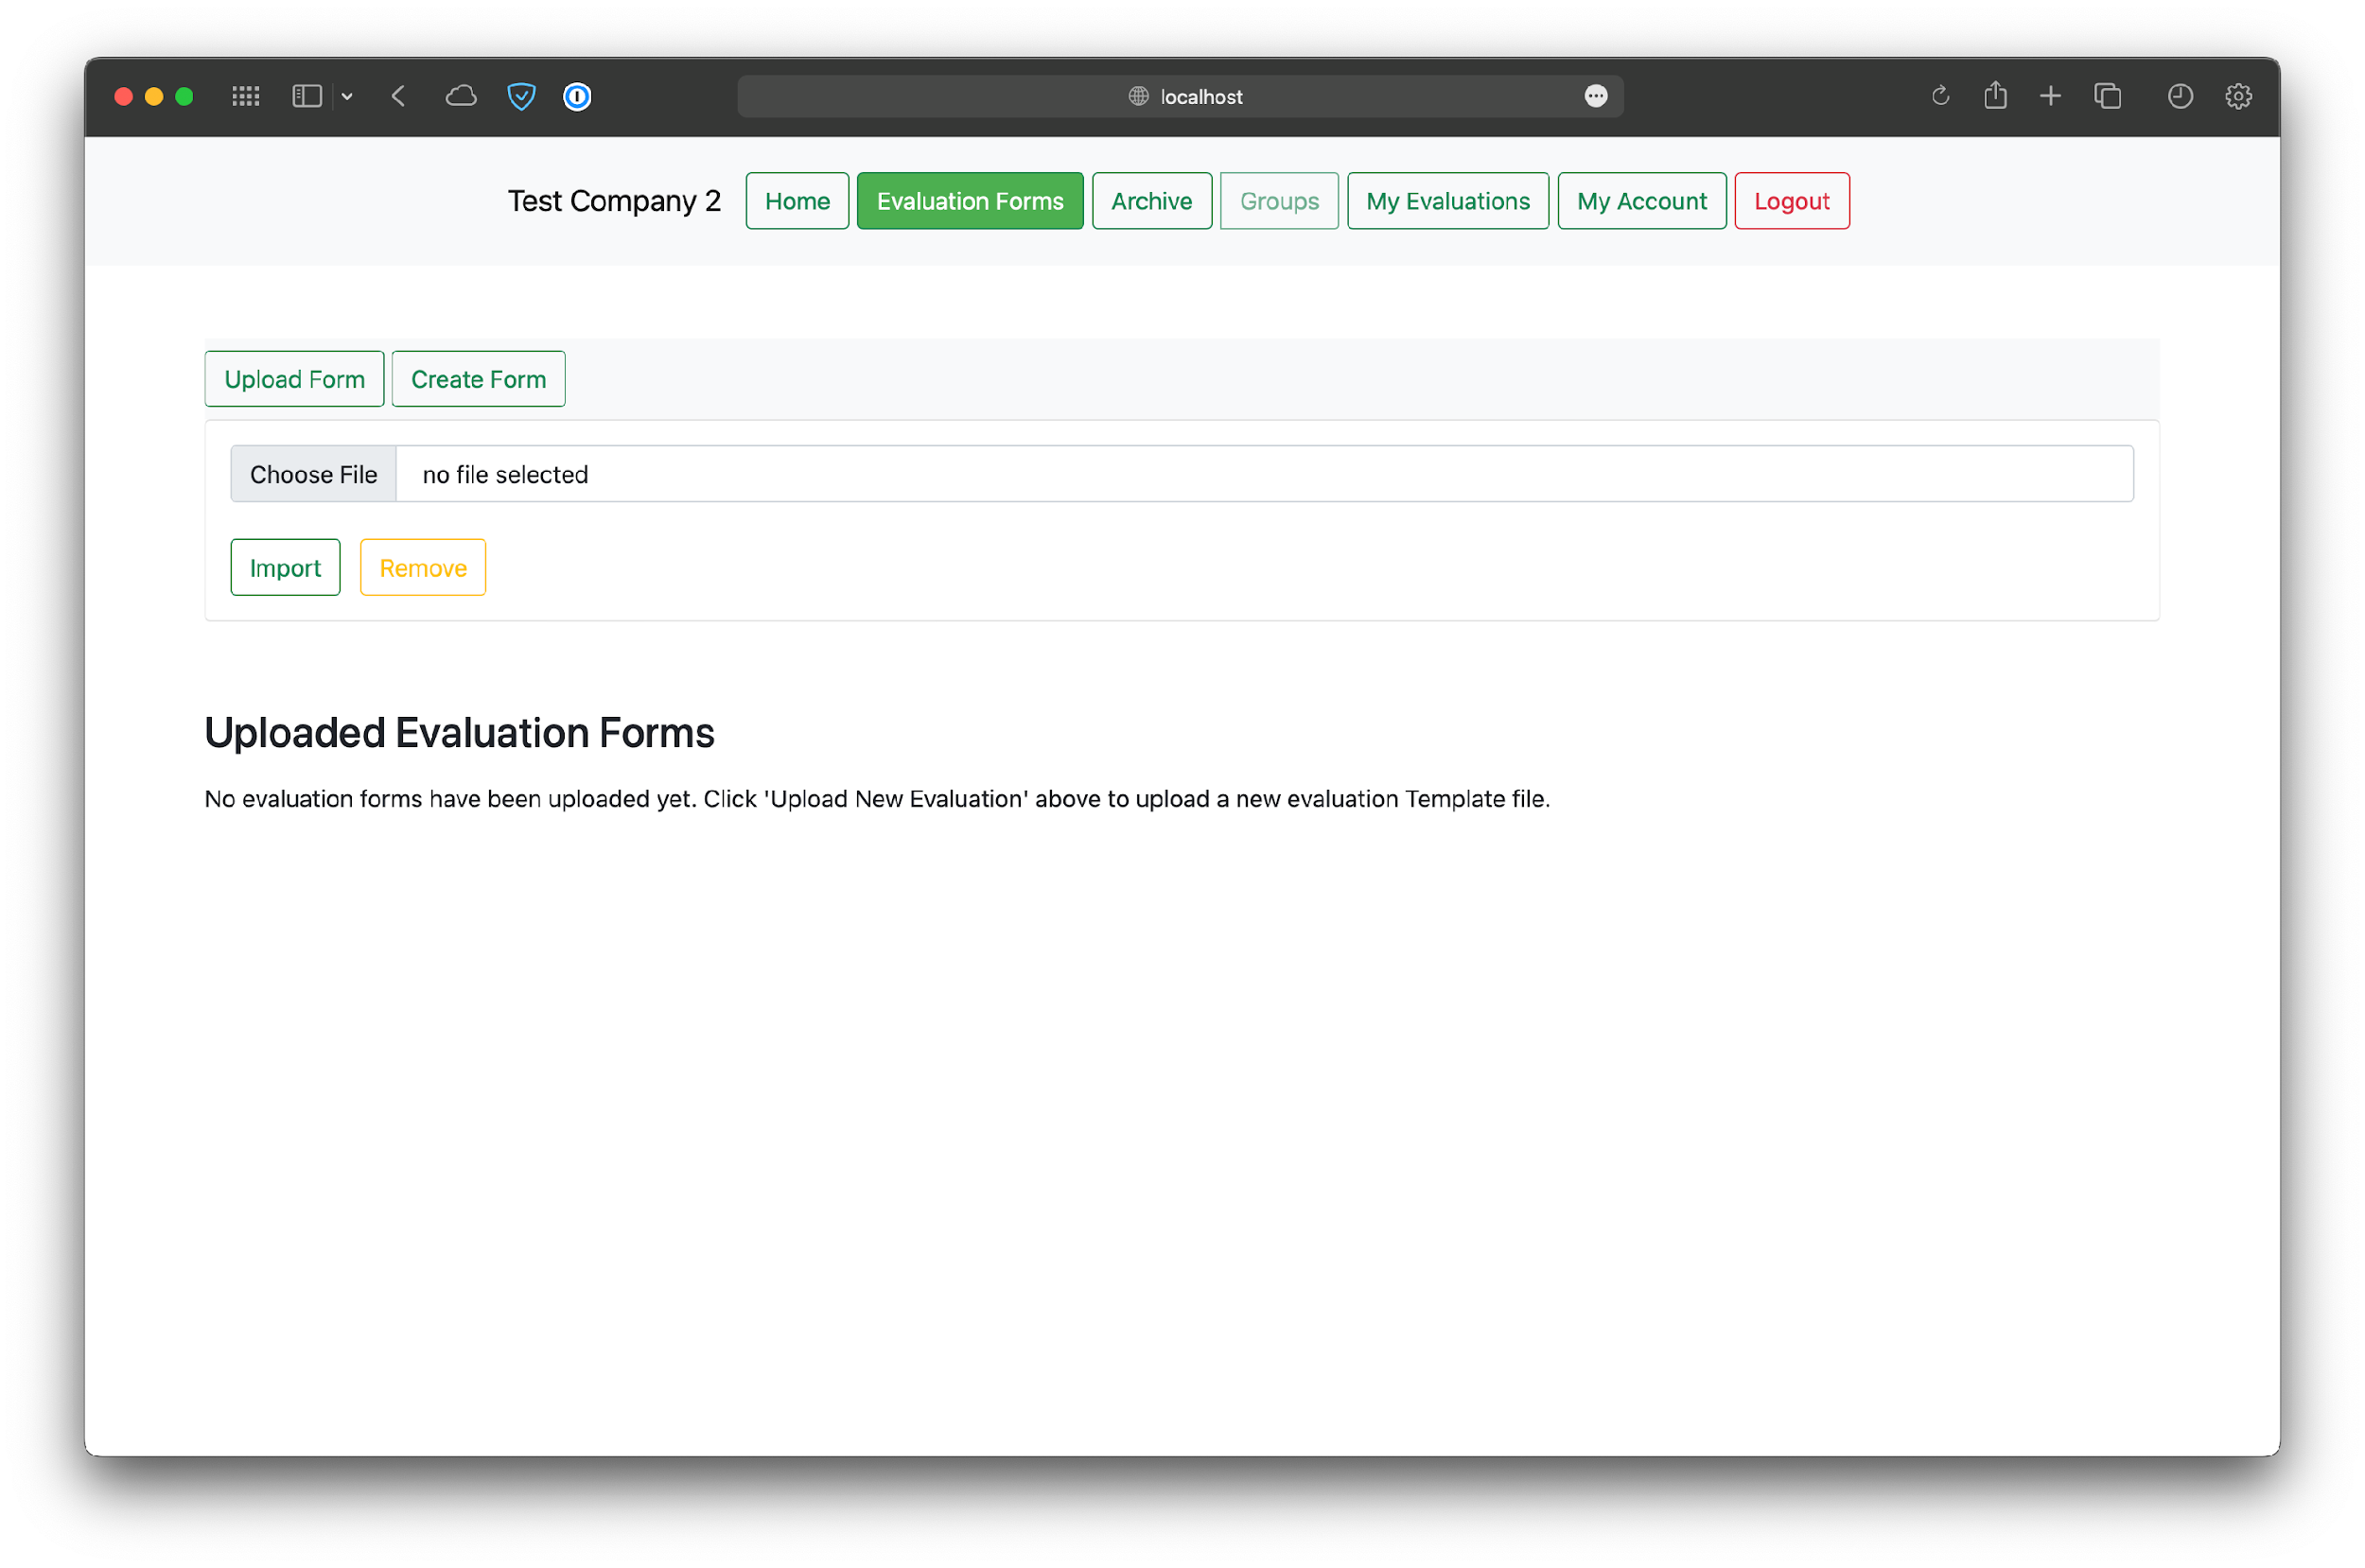 localhost
Test Company 2 Home Evaluation Forms Archive Groups My Evaluations My Account Logout
Upload Form Create Form
Choose File no file selected
Import Remove
Uploaded Evaluation Forms
No evaluation forms have been uploaded yet. Click 'Upload New Evaluation' above to upload a new evaluation Template file.